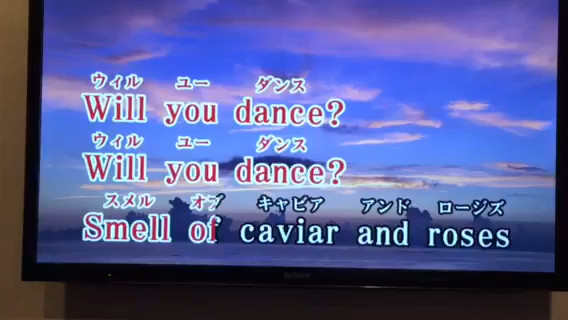 ウィル ユー ダンス
Will you dance?
ウィル ユー ダンス
Will you dance?
スメル オブ キャビア アンド ロージズ
Smell of caviar and roses
SONY